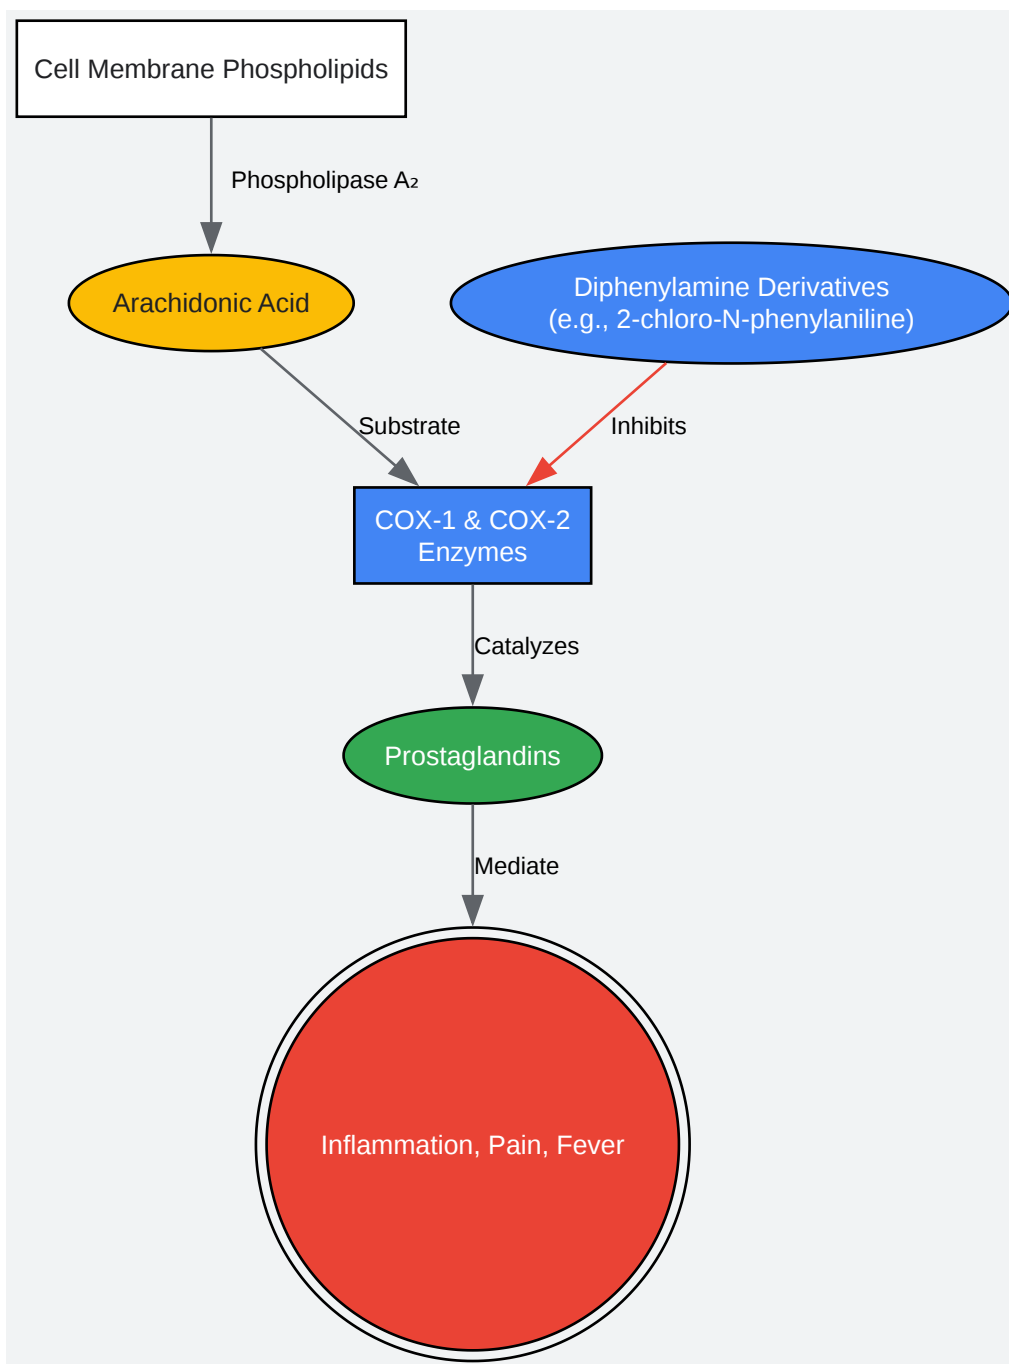 Cell Membrane Phospholipids
Phospholipase A₂
Arachidonic Acid
Diphenylamine Derivatives
(e.g., 2-chloro-N-phenylaniline)
Substrate
Inhibits
COX-1 & COX-2
Enzymes
Catalyzes
Prostaglandins
Mediate
Inflammation, Pain, Fever